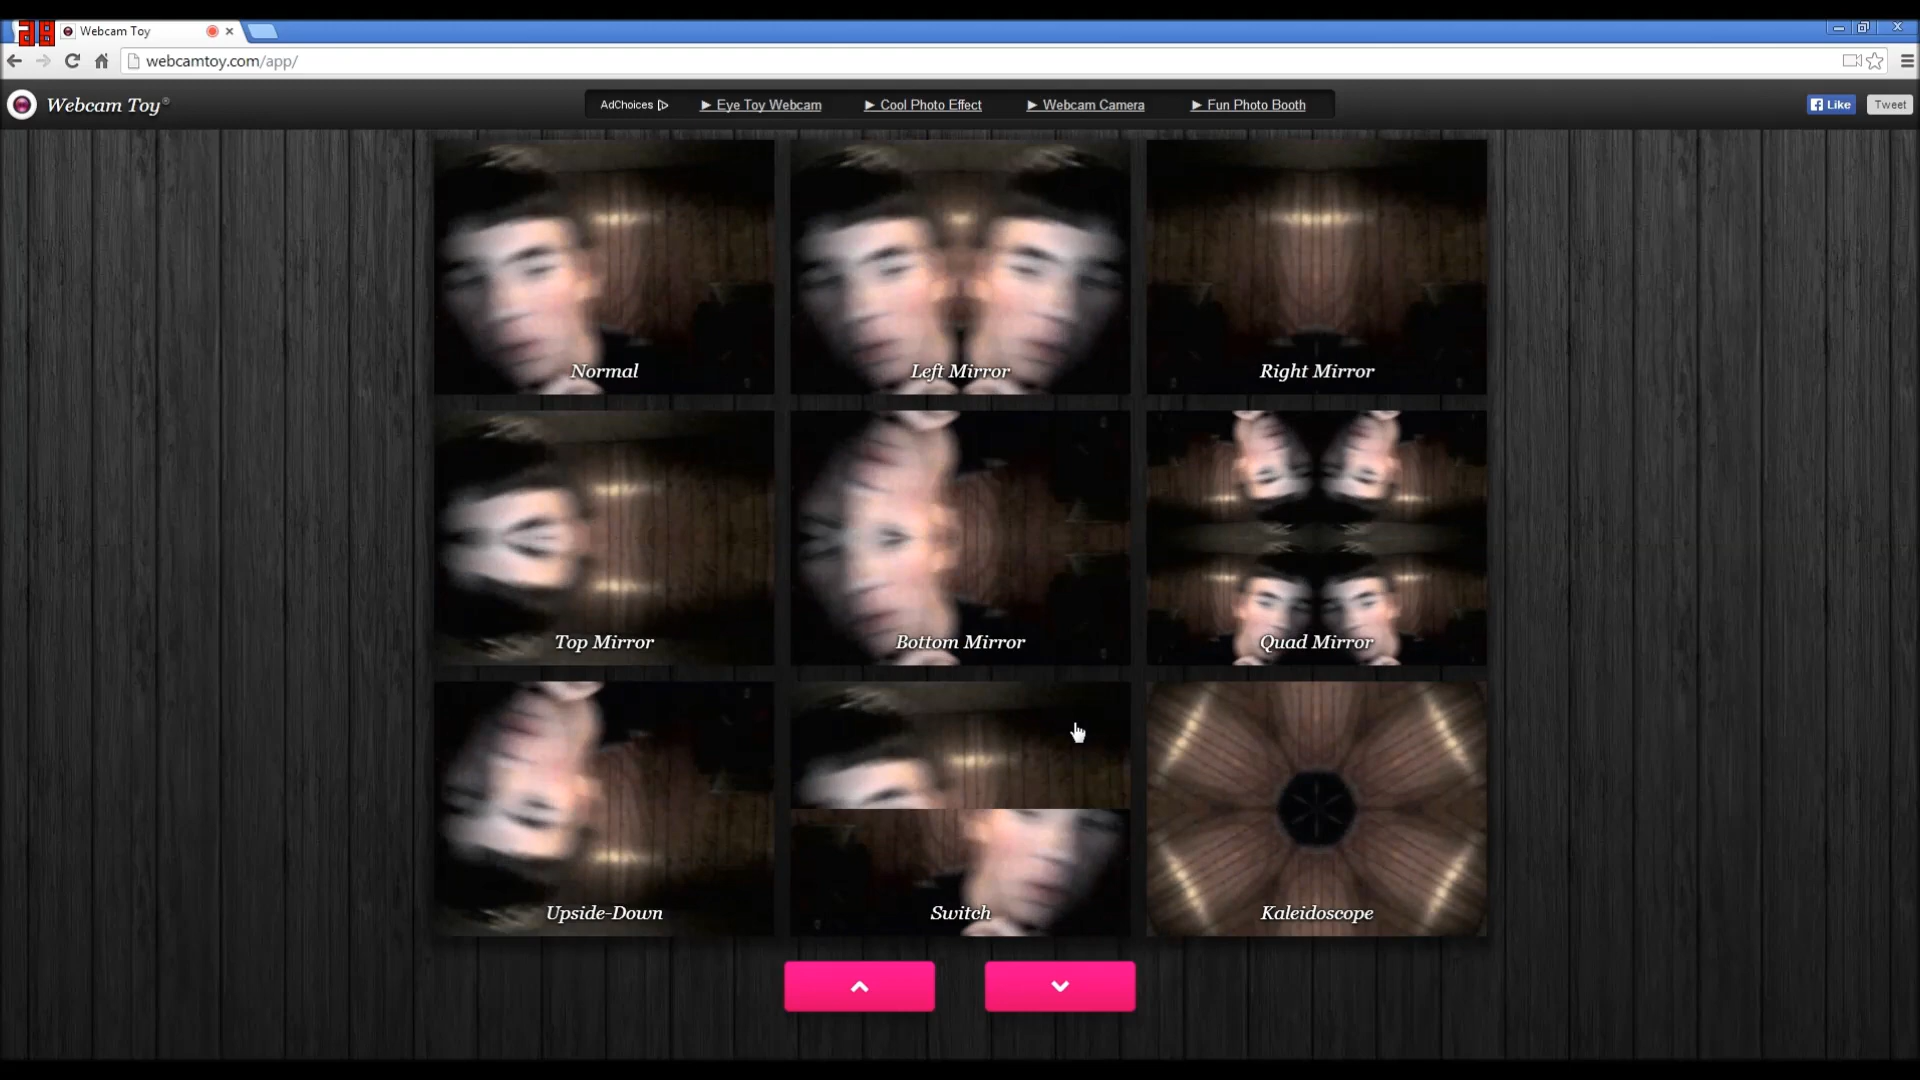 28
Webcam Toy
webcamtoy.com/app/
Webcam Toy®
AdChoices
► Eye Toy Webcam
► Cool Photo Effect
► Webcam Camera
► Fun Photo Booth
Like
Tweet
Normal
Left Mirror
Right Mirror
Top Mirror
Bottom Mirror
Quad Mirror
Upside-Down
Switch
Kaleidoscope